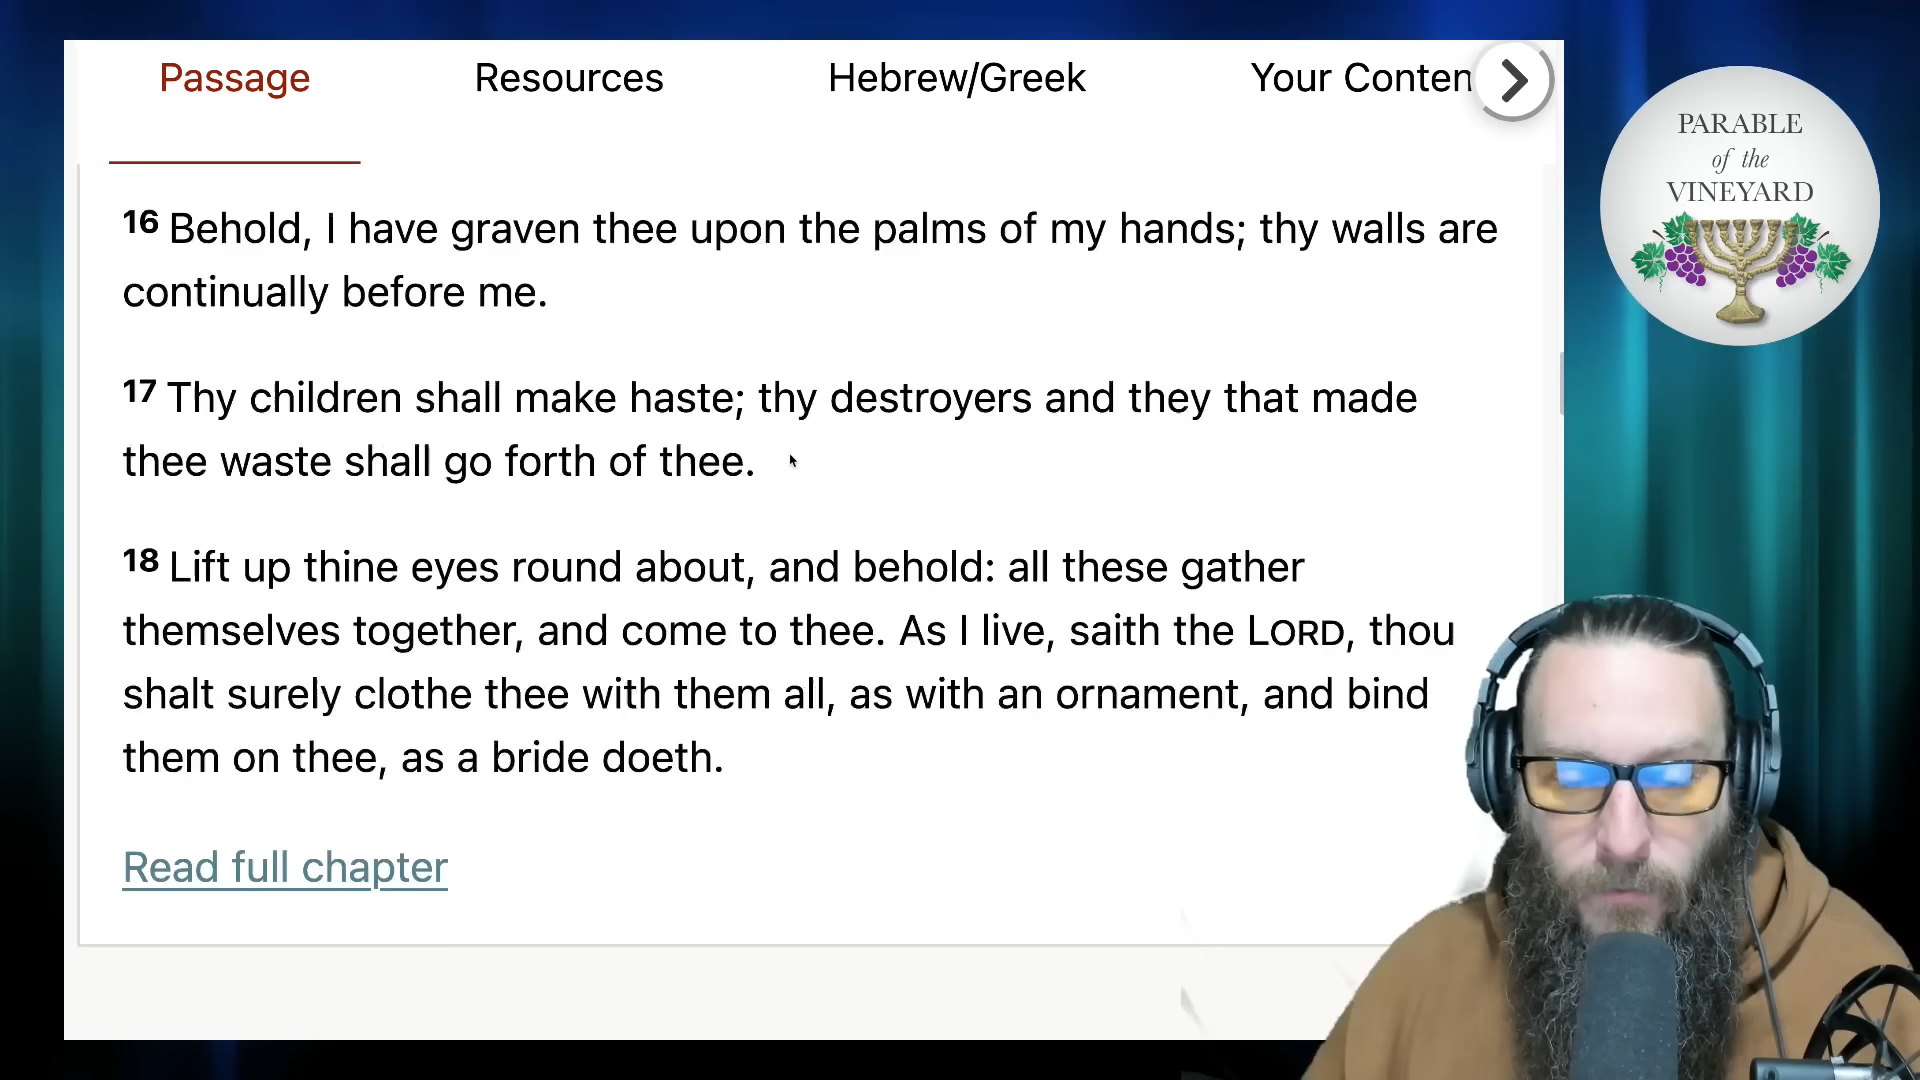 Passage
Resources
Hebrew/Greek
Your Conten
16 Behold, I have graven thee upon the palms of my hands; thy walls are
continually before me.
17 Thy children shall make haste; thy destroyers and they that made
thee waste shall go forth of thee.
18 Lift up thine eyes round about, and behold: all these gather
themselves together, and come to thee. As I live, saith the LORD, thou
shalt surely clothe thee with them all, as with an ornament, and bind
them on thee, as a bride doeth.
Read full chapter
PARABLE
of the
VINEYARD